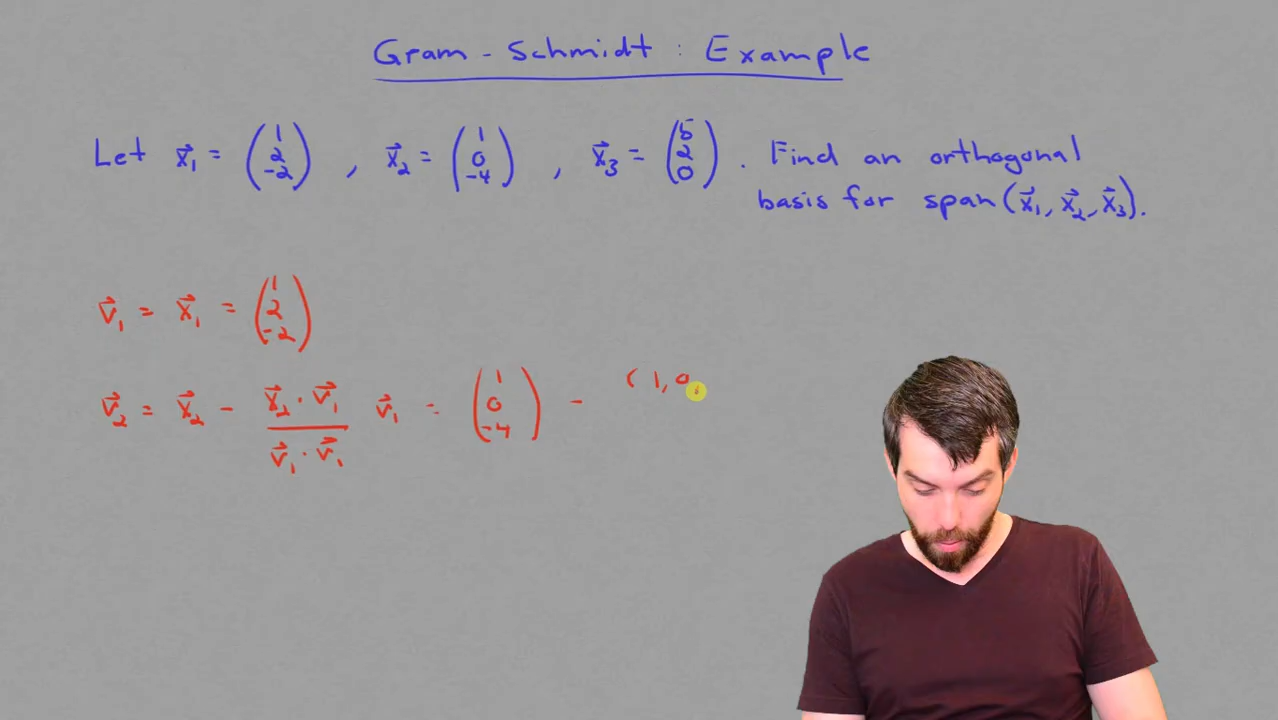 Gram - Schmidt : Example
Let x⃗₁ = (1 2 -2) , x⃗₂ = (1 0 -4) , x⃗₃ = (5 2 0) . Find an orthogonal
basis for span(x⃗₁, x⃗₂, x⃗₃).
v⃗₁ = x⃗₁ = (1 2 -2)
v⃗₂ = x⃗₂ - (x⃗₂ · v⃗₁)/(v⃗₁ · v⃗₁) v⃗₁ = (1 0 -4) - (1, 0,